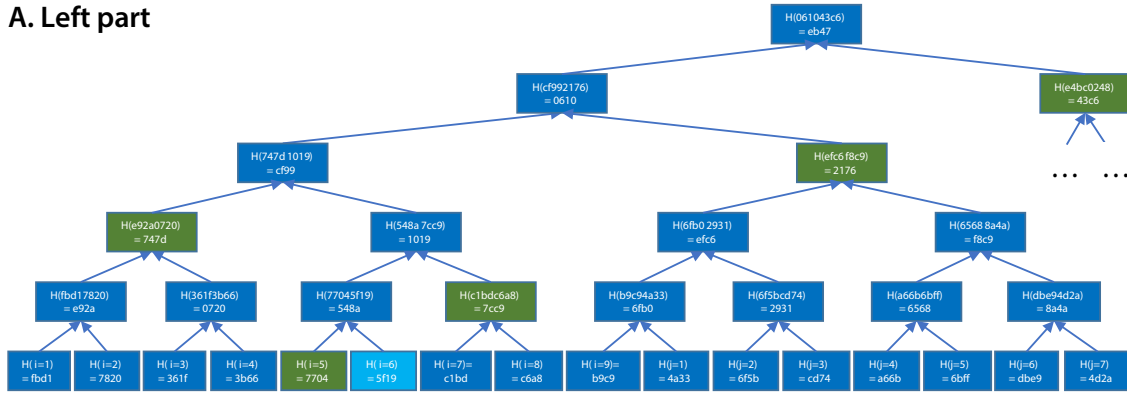 A. Left part
H(061043c6)
= eb47
H(cf992176)
= 0610
H(e4bc0248)
= 43c6
H(747d 1019)
= cf99
H(efc6 f8c9)
= 2176
... ...
H(e92a0720)
= 747d
H(548a 7cc9)
= 1019
H(6fb0 2931)
= efc6
H(6568 8a4a)
= f8c9
H(fbd17820)
= e92a
H(361f3b66)
= 0720
H(77045f19)
= 548a
H(c1bdc6a8)
= 7cc9
H(b9c94a33)
= 6fb0
H(6f5bcd74)
= 2931
H(a66b6bff)
= 6568
H(dbe94d2a)
= 8a4a
H( i=1)
= fbd1
H( i=2)
= 7820
H( i=3)
= 361f
H( i=4)
= 3b66
H( i=5)
= 7704
H( i=6)
= 5f19
H( i=7)=
c1bd
H( i=8)
= c6a8
H( i=9)=
b9c9
H(j=1)
= 4a33
H(j=2)
= 6f5b
H(j=3)
= cd74
H(j=4)
= a66b
H(j=5)
= 6bff
H(j=6)
= dbe9
H(j=7)
= 4d2a